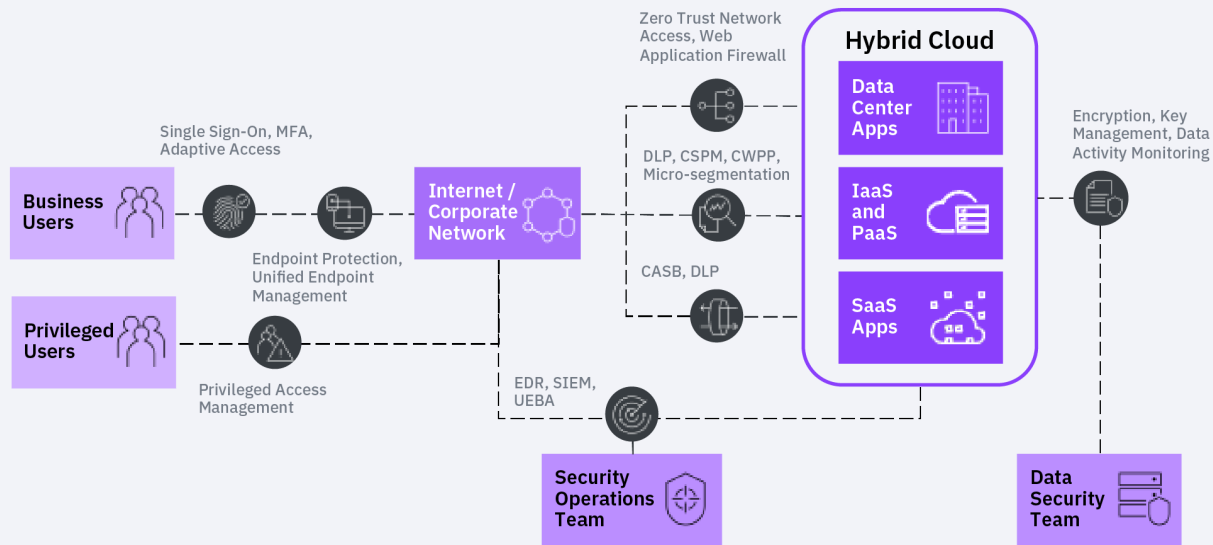 Zero Trust Network
Access, Web
Application Firewall
Hybrid Cloud
Data
Center
Apps
Encryption, Key
Management, Data
Activity Monitoring
Single Sign-On, MFA,
Adaptive Access
DLP, CSPM, CWPP,
Micro-segmentation
Business
Users
Internet /
Corporate
Network
IaaS
and
PaaS
Endpoint Protection,
Unified Endpoint
Management
CASB, DLP
SaaS
Apps
Privileged
Users
Privileged Access
Management
EDR, SIEM,
UEBA
Security
Operations
Team
Data
Security
Team